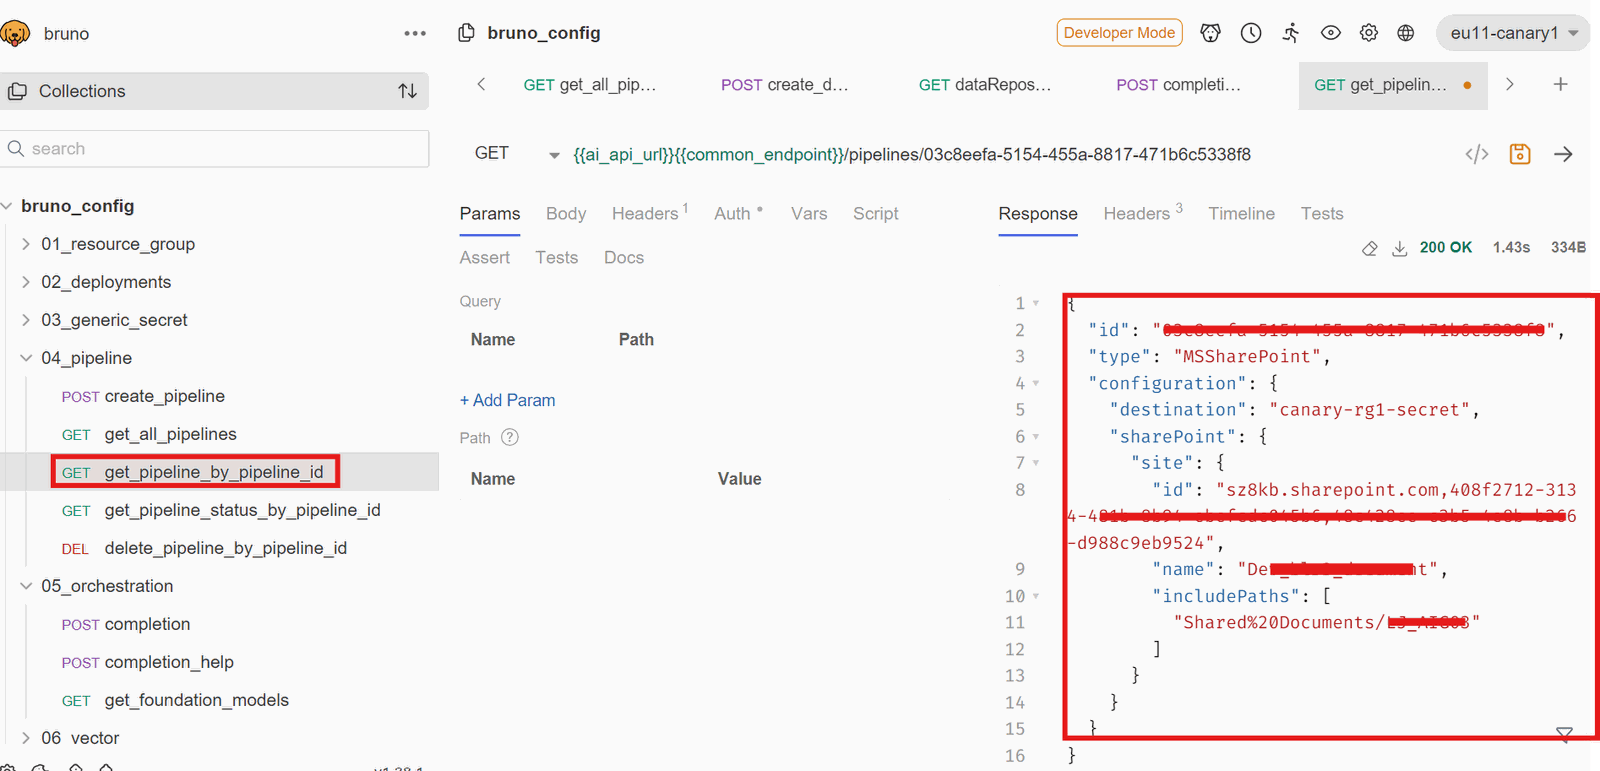 bruno
bruno_config
Developer Mode
eu11-canary1
Collections
GET get_all_pip...
POST create_d...
GET dataRepos...
POST completi...
GET get_pipelin...
search
GET
{{ai_api_url}}{{common_endpoint}}/pipelines/03c8eefa-5154-455a-8817-471b6c5338f8
bruno_config
01_resource_group
02_deployments
03_generic_secret
04_pipeline
POST create_pipeline
GET get_all_pipelines
GET get_pipeline_by_pipeline_id
GET get_pipeline_status_by_pipeline_id
DEL delete_pipeline_by_pipeline_id
05_orchestration
POST completion
POST completion_help
GET get_foundation_models
06 vector
Params Body Headers 1 Auth Vars Script
Assert Tests Docs
Query
Name Path
+ Add Param
Path ?
Name Value
Response Headers 3 Timeline Tests
200 OK 1.43s 334B
1 {
2 "id": "",
3 "type": "MSSharePoint",
4 "configuration": {
5 "destination": "canary-rg1-secret",
6 "sharePoint": {
7 "site": {
8 "id": "sz8kb.sharepoint.com,408f2712-313
-d988c9eb9524",
9 "name": "",
10 "includePaths": [
11 "Shared%20Documents/"
12 ]
13 }
14 }
15 }
16 }